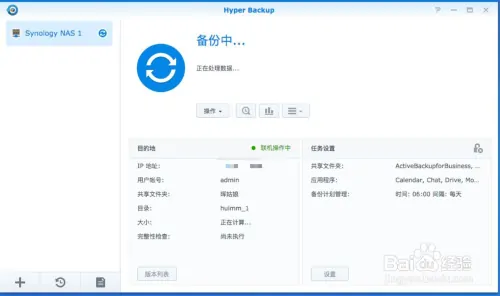 Hyper Backup
Synology NAS 1
备份中...
正在处理数据...
操作
目的地
联机操作中
IP 地址:
用户帐号: admin
共享文件夹: 晖姑娘
目录: huimm_1
大小: 正在计算...
完整性检查: 尚未执行
版本列表
任务设置
共享文件夹: ActiveBackupforBusiness, ...
应用程序: Calendar, Chat, Drive, Mo...
备份计划管理: 时间: 06:00 间隔: 每天
设置
Baidu经验